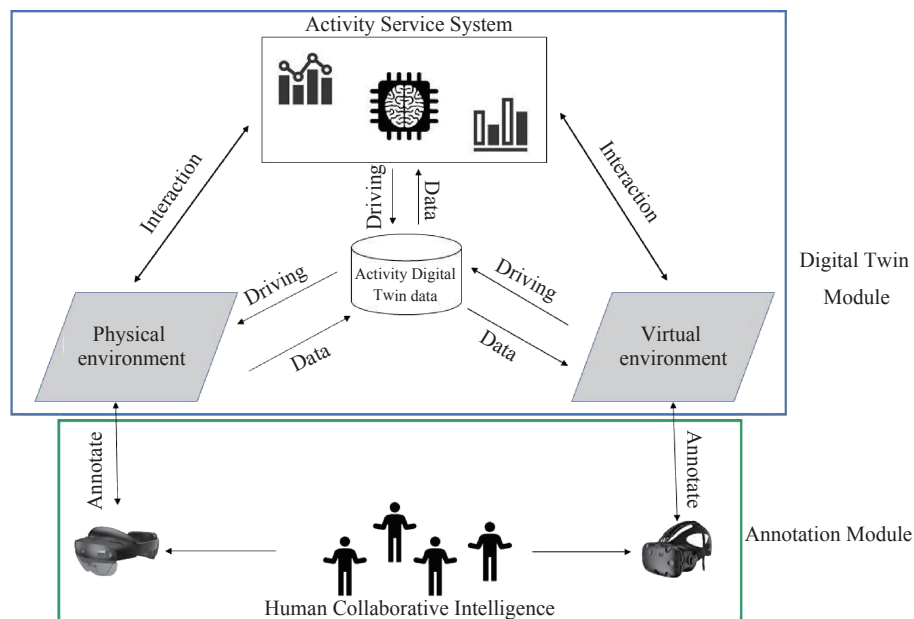 Activity Service System
Interaction
Driving
Data
Interaction
Activity Digital
Twin data
Driving
Data
Driving
Data
Physical
environment
Virtual
environment
Digital Twin
Module
Annotate
Annotate
Annotation Module
Human Collaborative Intelligence